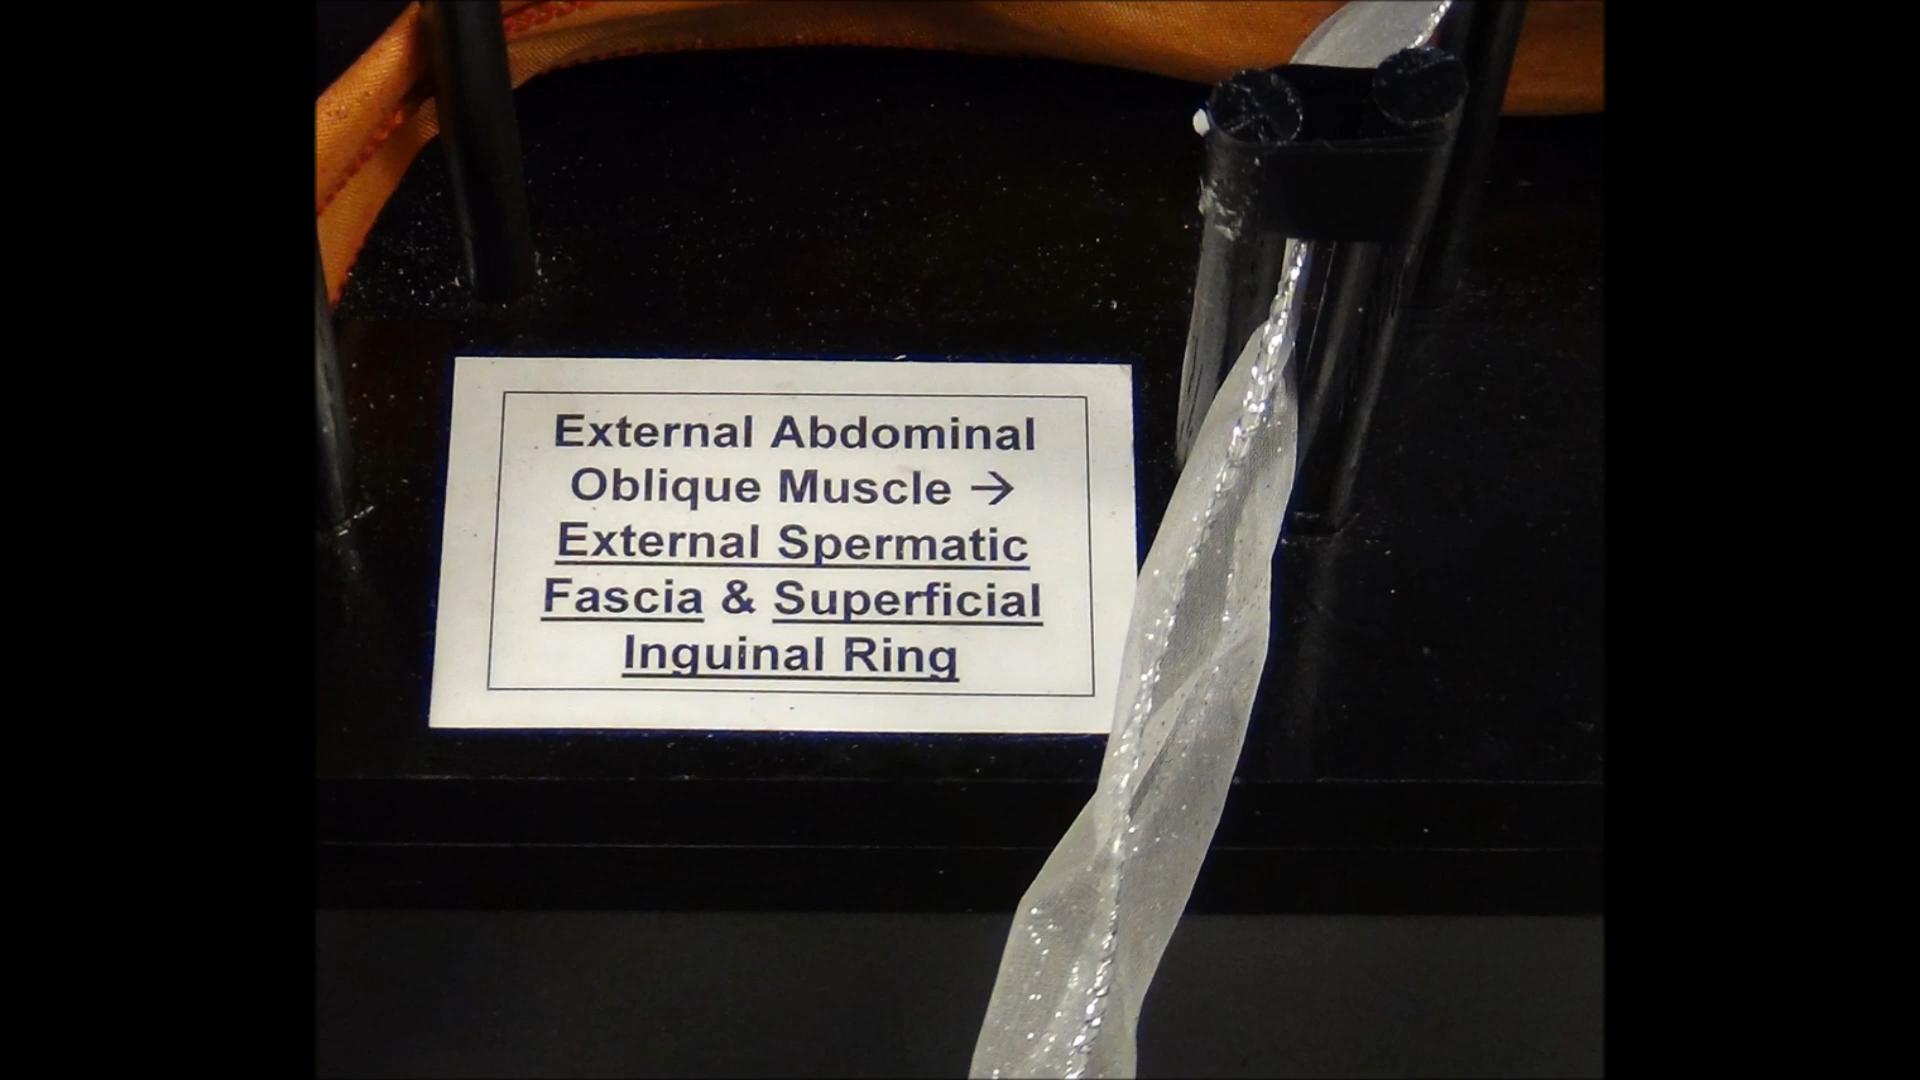 External Abdominal
Oblique Muscle →
External Spermatic
Fascia & Superficial
Inguinal Ring